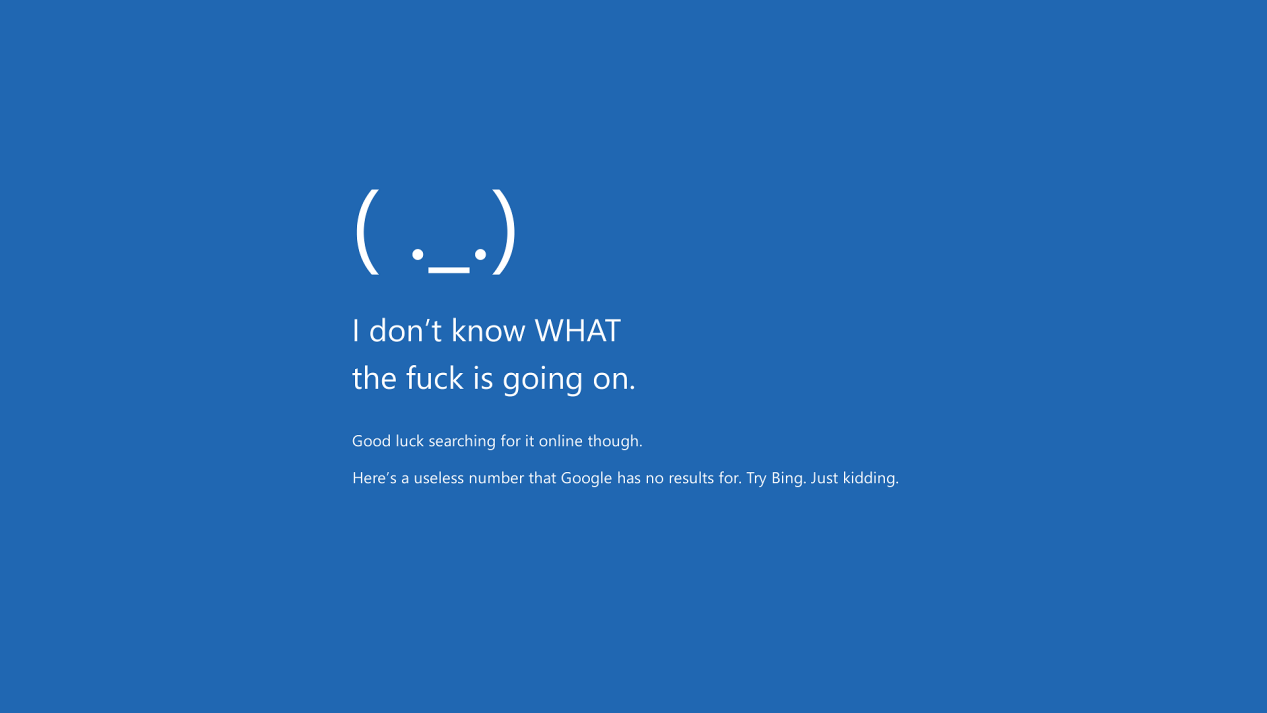 ( ._.)
I don’t know WHAT
the fuck is going on.
Good luck searching for it online though.
Here’s a useless number that Google has no results for. Try Bing. Just kidding.